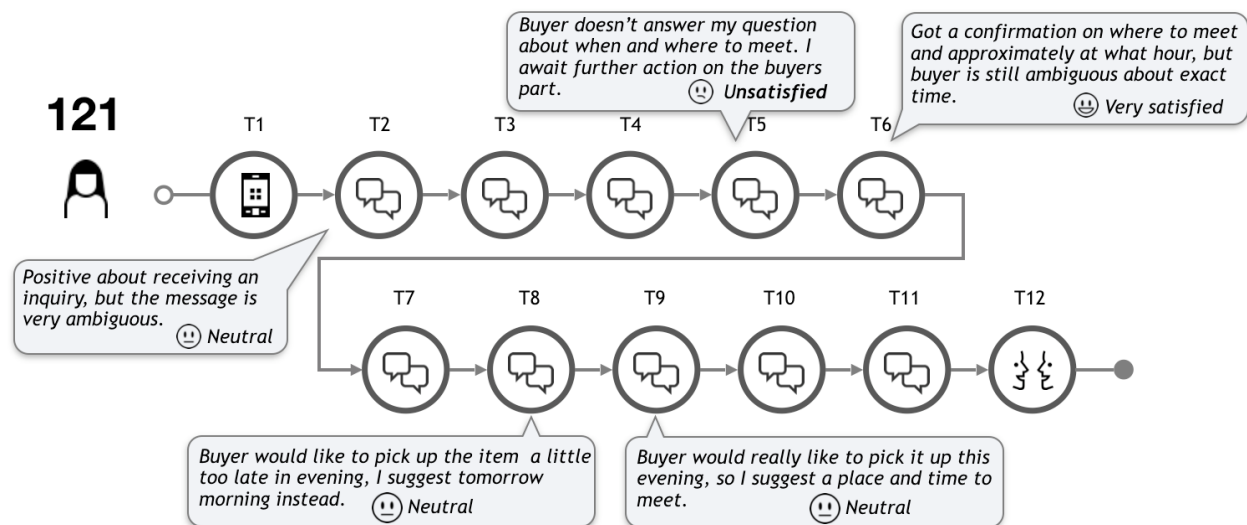 Buyer doesn't answer my question
about when and where to meet. I
await further action on the buyers
part.
Unsatisfied
Got a confirmation on where to meet
and approximately at what hour, but
buyer is still ambiguous about exact
time.
Very satisfied
121
T1 T2 T3 T4 T5 T6
Positive about receiving an
inquiry, but the message is
very ambiguous.
Neutral
T7 T8 T9 T10 T11 T12
Buyer would like to pick up the item a little
too late in evening, I suggest tomorrow
morning instead.
Neutral
Buyer would really like to pick it up this
evening, so I suggest a place and time to
meet.
Neutral